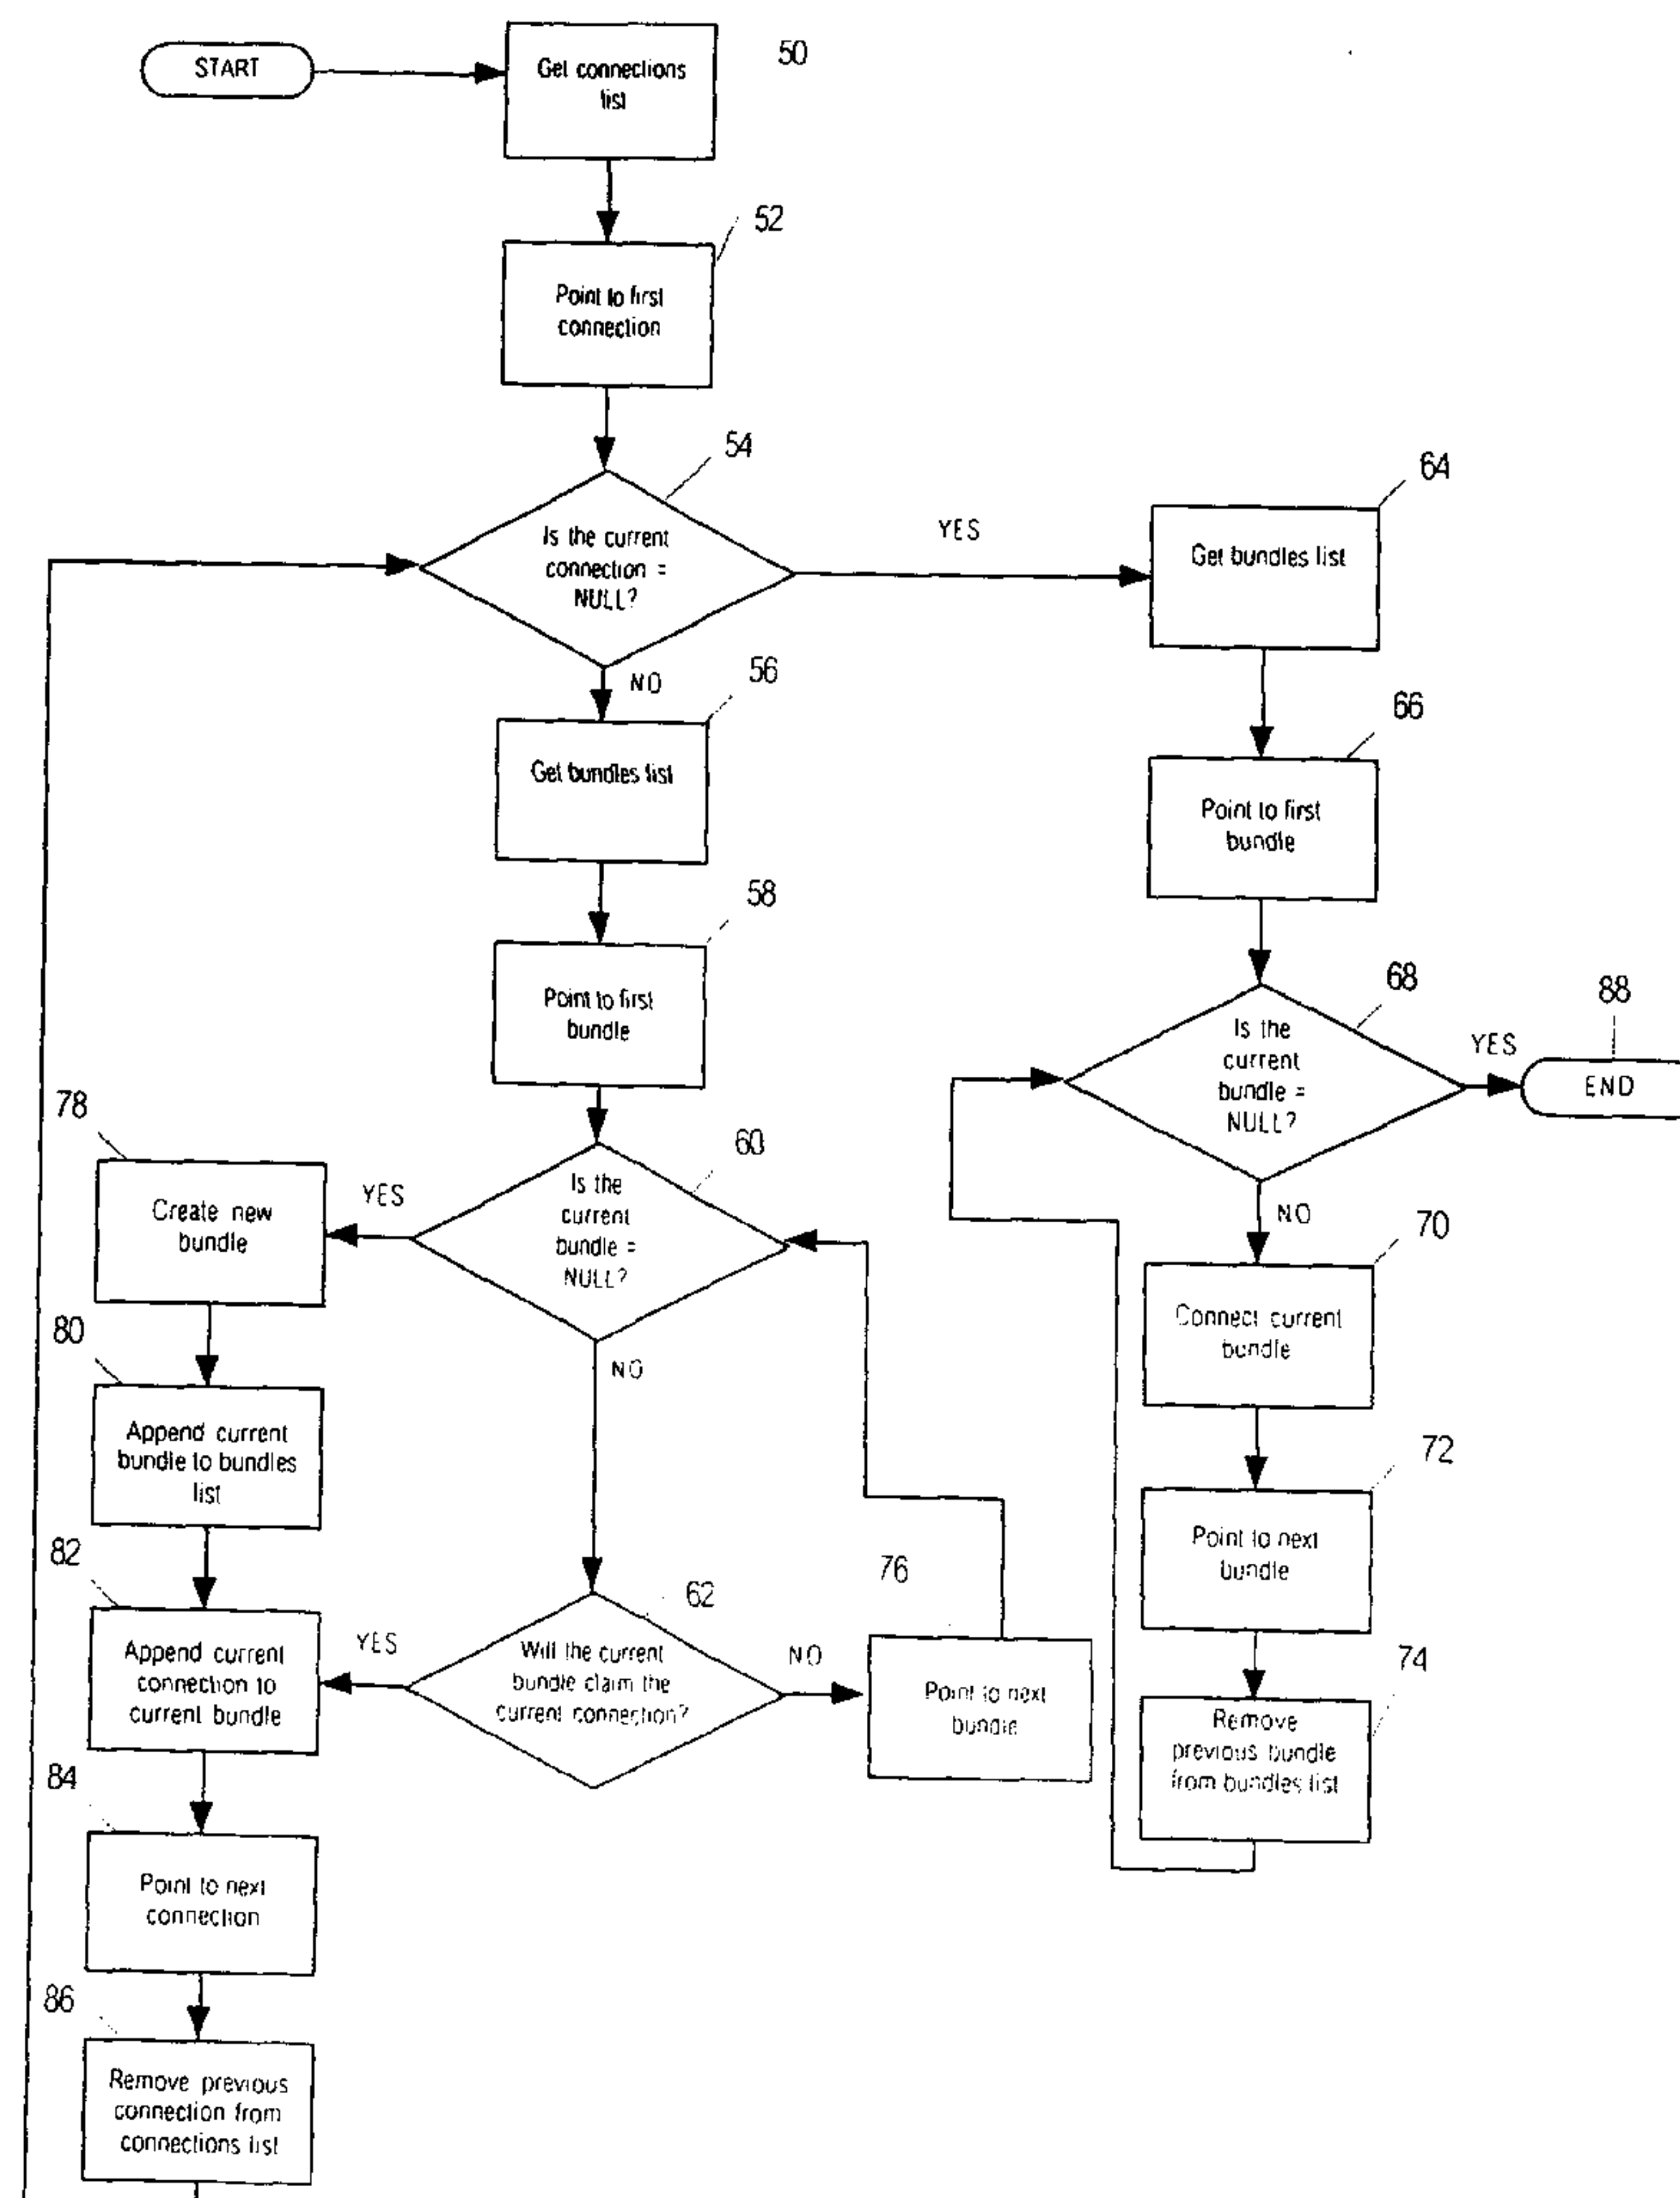 START
Get connections
list
50
Point to first
connection
52
Is the current
connection =
NULL?
54
YES
NO
Get bundles list
64
Get bundles list
56
Point to first
bundle
66
Point to first
bundle
58
Is the
current
bundle =
NULL?
68
YES
END
88
NO
Create new
bundle
78
YES
Is the
current
bundle =
NULL?
60
NO
Connect current
bundle
70
Append current
bundle to bundles
list
80
Point to next
bundle
72
Append current
connection to
current bundle
82
YES
Will the current
bundle claim the
current connection?
62
NO
Point to next
bundle
76
Remove
previous bundle
from bundles list
74
Point to next
connection
84
Remove previous
connection from
connections list
86